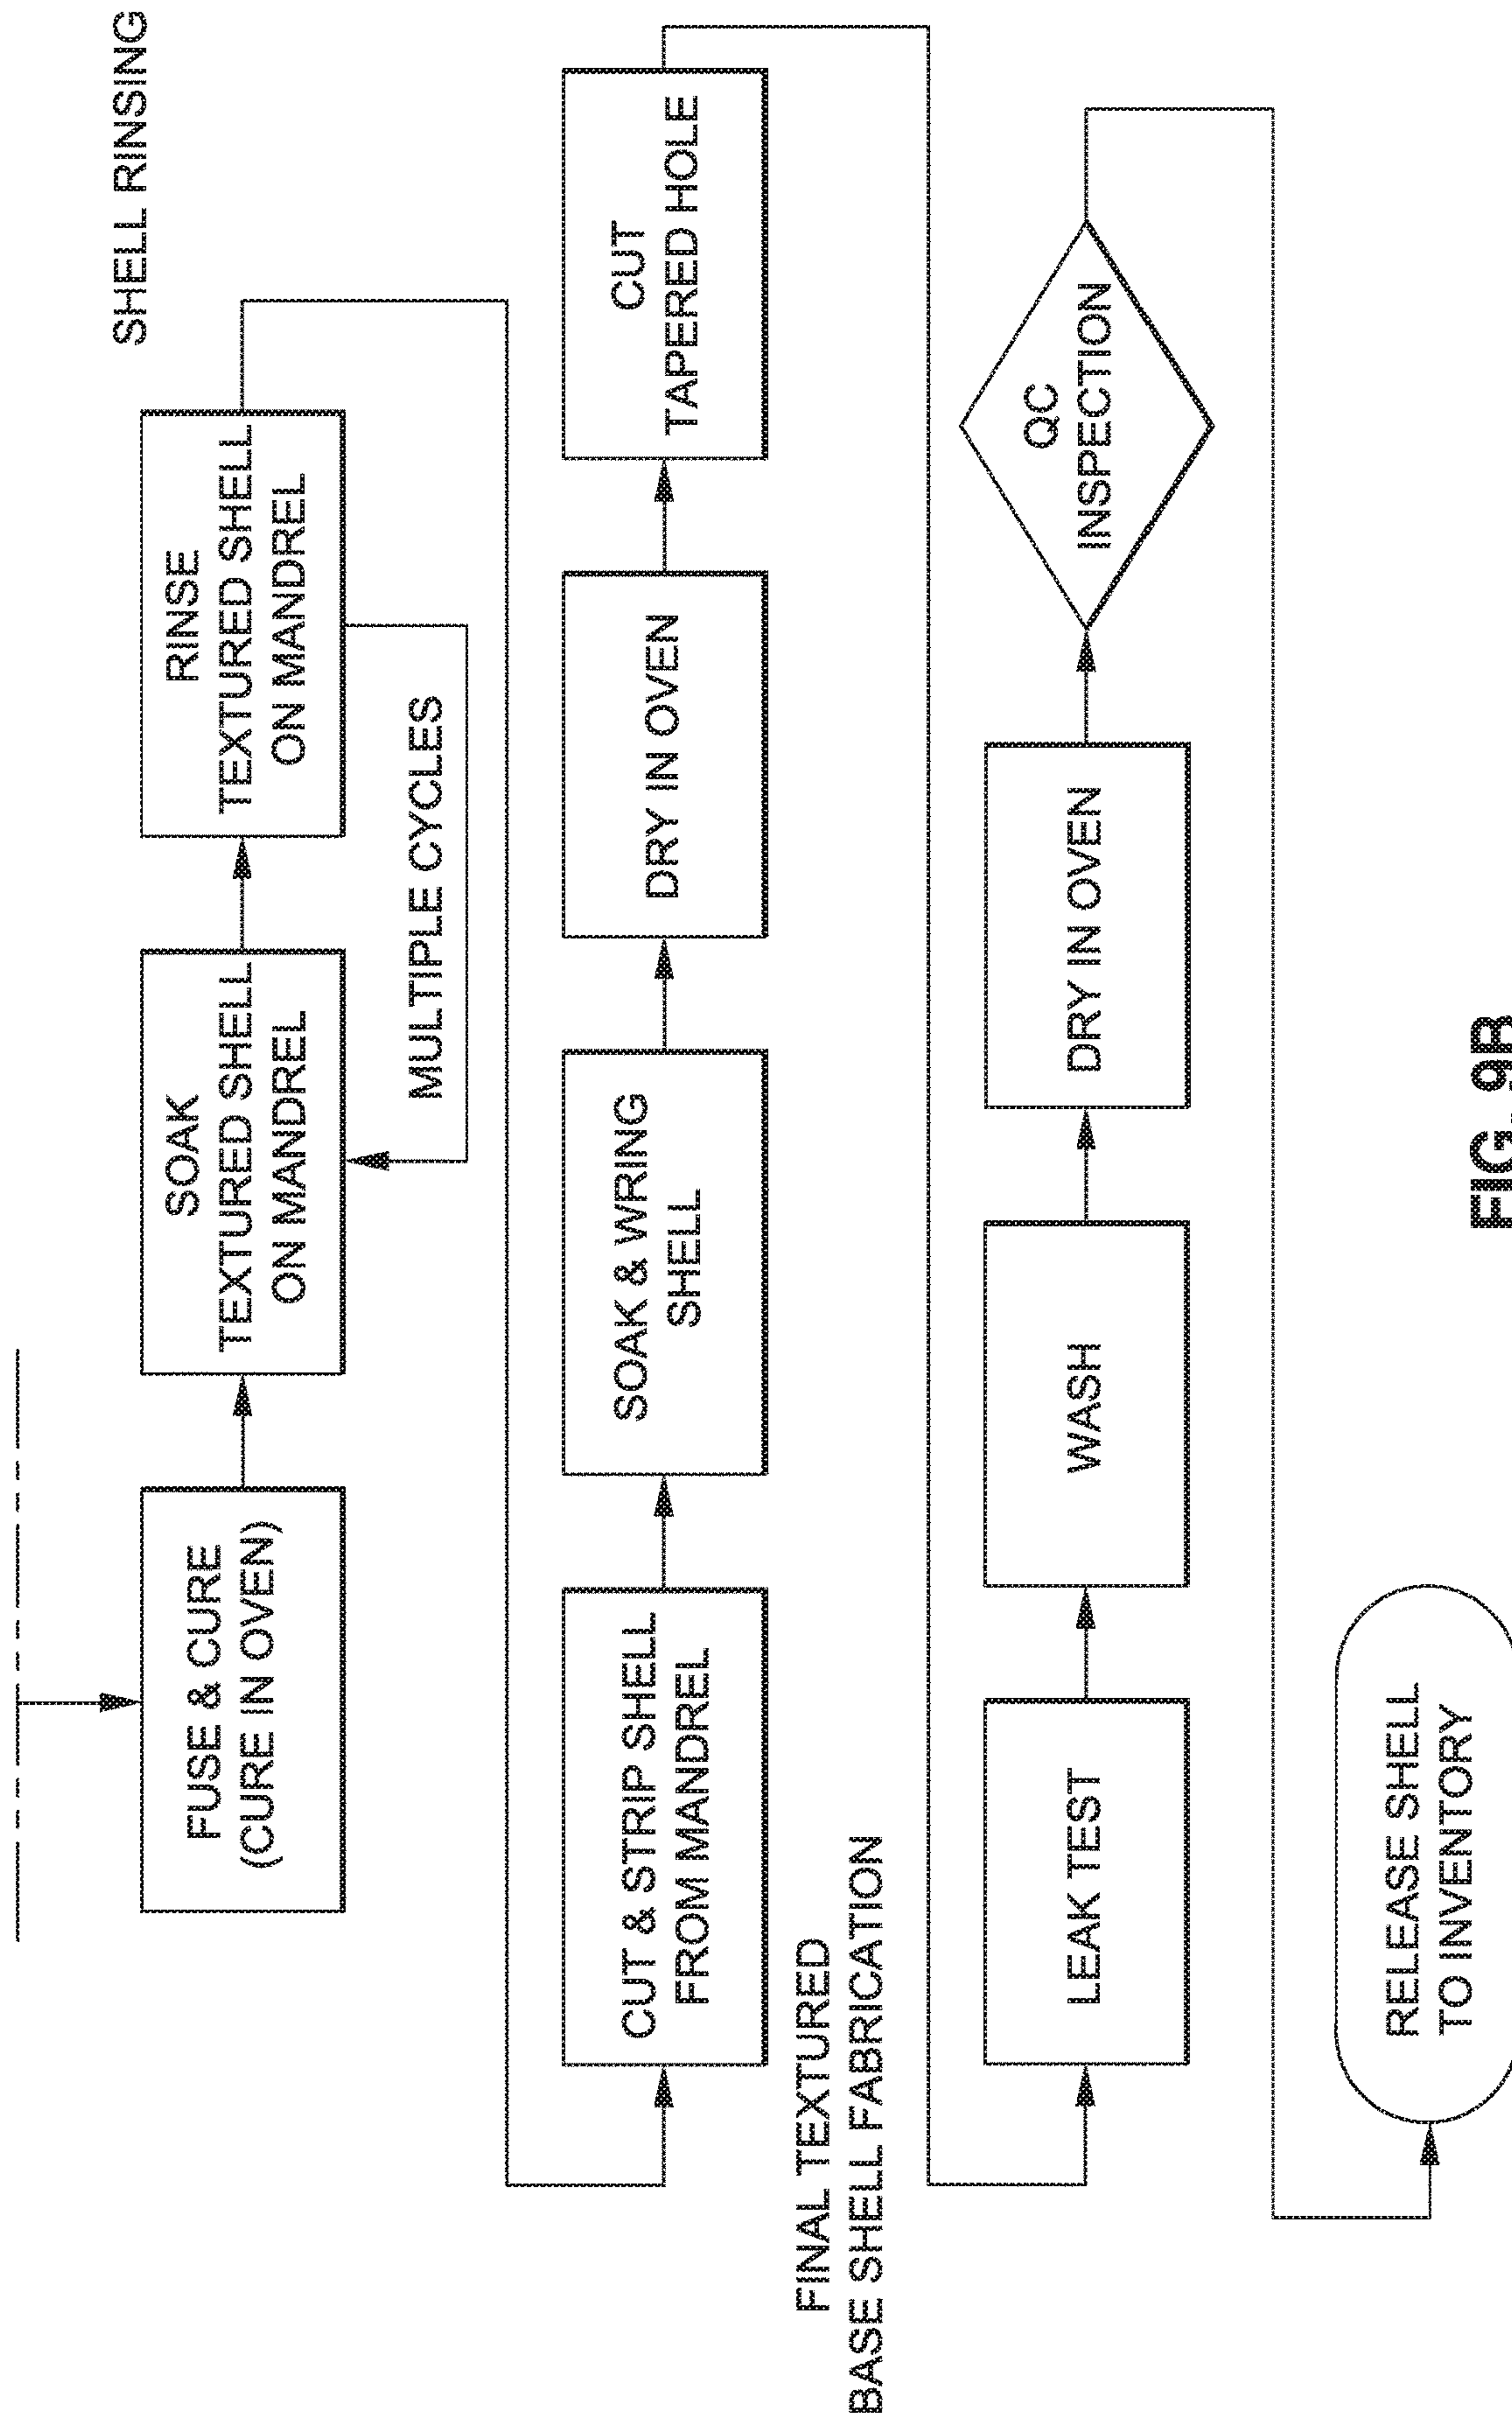 SHELL RINSING
FUSE & CURE
(CURE IN OVEN)
SOAK
TEXTURED SHELL
ON MANDREL
RINSE
TEXTURED SHELL
ON MANDREL
MULTIPLE CYCLES
CUT & STRIP SHELL
FROM MANDREL
SOAK & WRING
SHELL
DRY IN OVEN
CUT
TAPERED HOLE
FINAL TEXTURED
BASE SHELL FABRICATION
LEAK TEST
WASH
DRY IN OVEN
QC
INSPECTION
RELEASE SHELL
TO INVENTORY
FIG. 9B